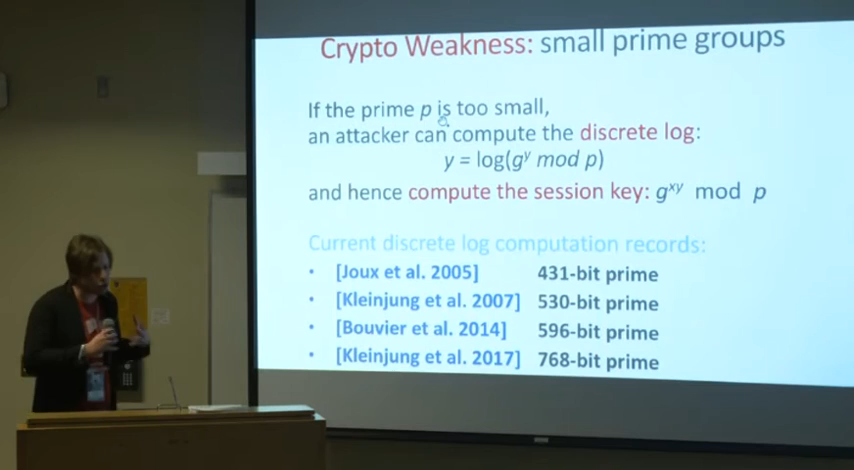 Crypto Weakness: small prime groups
If the prime p is too small,
an attacker can compute the discrete log:
y = log(gʸ mod p)
and hence compute the session key: gˣʸ mod p
Current discrete log computation records:
• [Joux et al. 2005] 431-bit prime
• [Kleinjung et al. 2007] 530-bit prime
• [Bouvier et al. 2014] 596-bit prime
• [Kleinjung et al. 2017] 768-bit prime